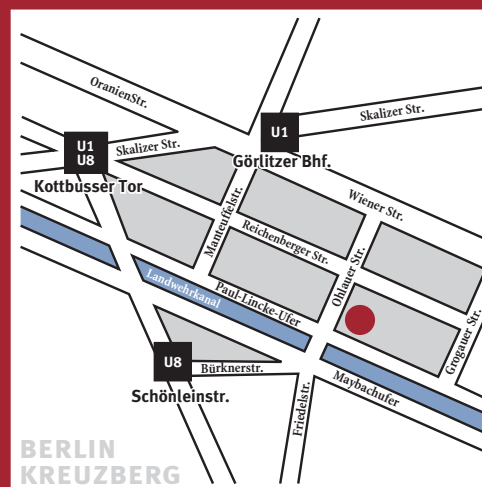 OranienStr.
U1
Skalizer Str.
U1
U8
Skalizer Str.
Görlitzer Bhf.
Kottbusser Tor
Wiener Str.
Manteuffelstr.
Reichenberger Str.
Ohlauer Str.
Landwehrkanal
Paul-Lincke-Ufer
Grogauer Str.
U8
Bürknerstr.
Maybachufer
Schönleinstr.
Friedelstr.
BERLIN
KREUZBERG